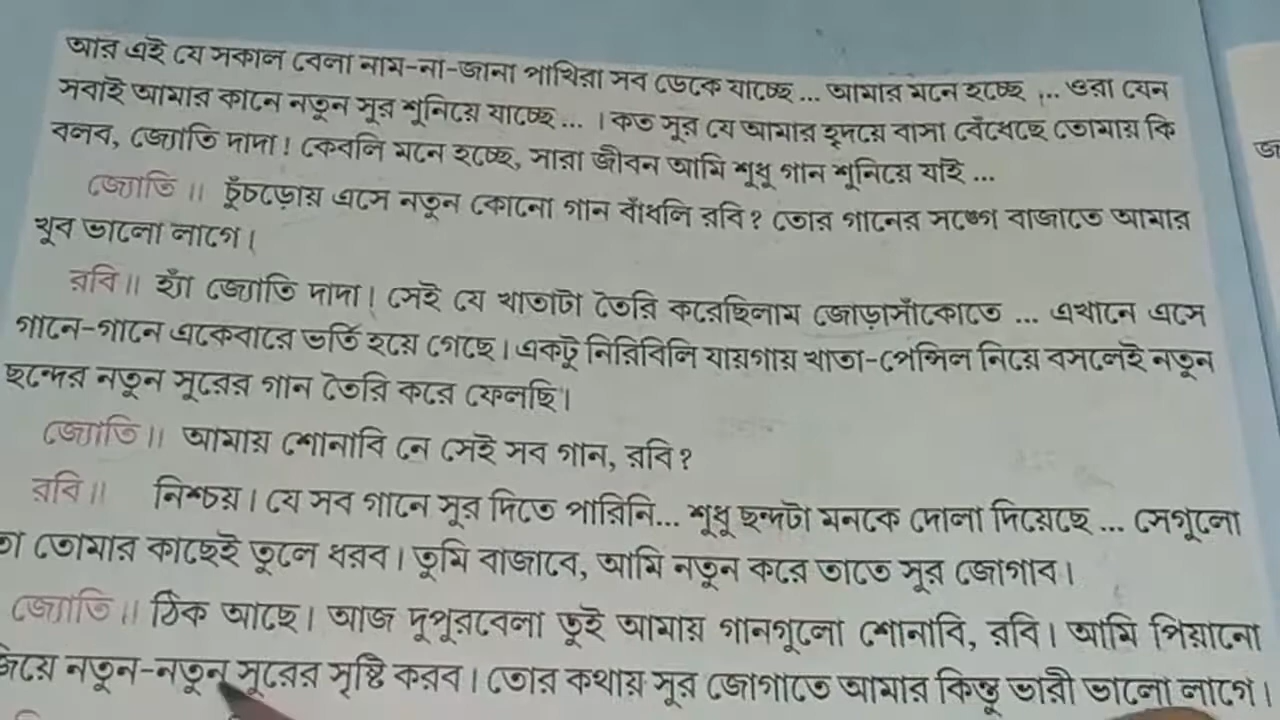 আর এই যে সকাল বেলা নাম-না-জানা পাখিরা সব ডেকে যাচ্ছে ... আমার মনে হচ্ছে ,... ওরা যেন
সবাই আমার কানে নতুন সুর শুনিয়ে যাচ্ছে ... । কত সুর যে আমার হৃদয়ে বাসা বেঁধেছে তোমায় কি
বলব, জ্যোতি দাদা! কেবলি মনে হচ্ছে, সারা জীবন আমি শুধু গান শুনিয়ে যাই ...
জ্যোতি ।। চুঁচড়োয় এসে নতুন কোনো গান বাঁধলি রবি? তোর গানের সঙ্গে বাজাতে আমার
খুব ভালো লাগে।
রবি ।। হ্যাঁ জ্যোতি দাদা! সেই যে খাতাটা তৈরি করেছিলাম জোড়াসাঁকোতে ... এখানে এসে
গানে-গানে একেবারে ভর্তি হয়ে গেছে। একটু নিরিবিলি যায়গায় খাতা-পেন্সিল নিয়ে বসলেই নতুন
ছন্দের নতুন সুরের গান তৈরি করে ফেলছি।
জ্যোতি ।। আমায় শোনাবি নে সেই সব গান, রবি?
রবি ।। নিশ্চয়। যে সব গানে সুর দিতে পারিনি... শুধু ছন্দটা মনকে দোলা দিয়েছে ... সেগুলো
তা তোমার কাছেই তুলে ধরব। তুমি বাজাবে, আমি নতুন করে তাতে সুর জোগাব।
জ্যোতি ।। ঠিক আছে। আজ দুপুরবেলা তুই আমায় গানগুলো শোনাবি, রবি। আমি পিয়ানো
জিয়ে নতুন-নতুন সুরের সৃষ্টি করব। তোর কথায় সুর জোগাতে আমার কিন্তু ভারী ভালো লাগে।